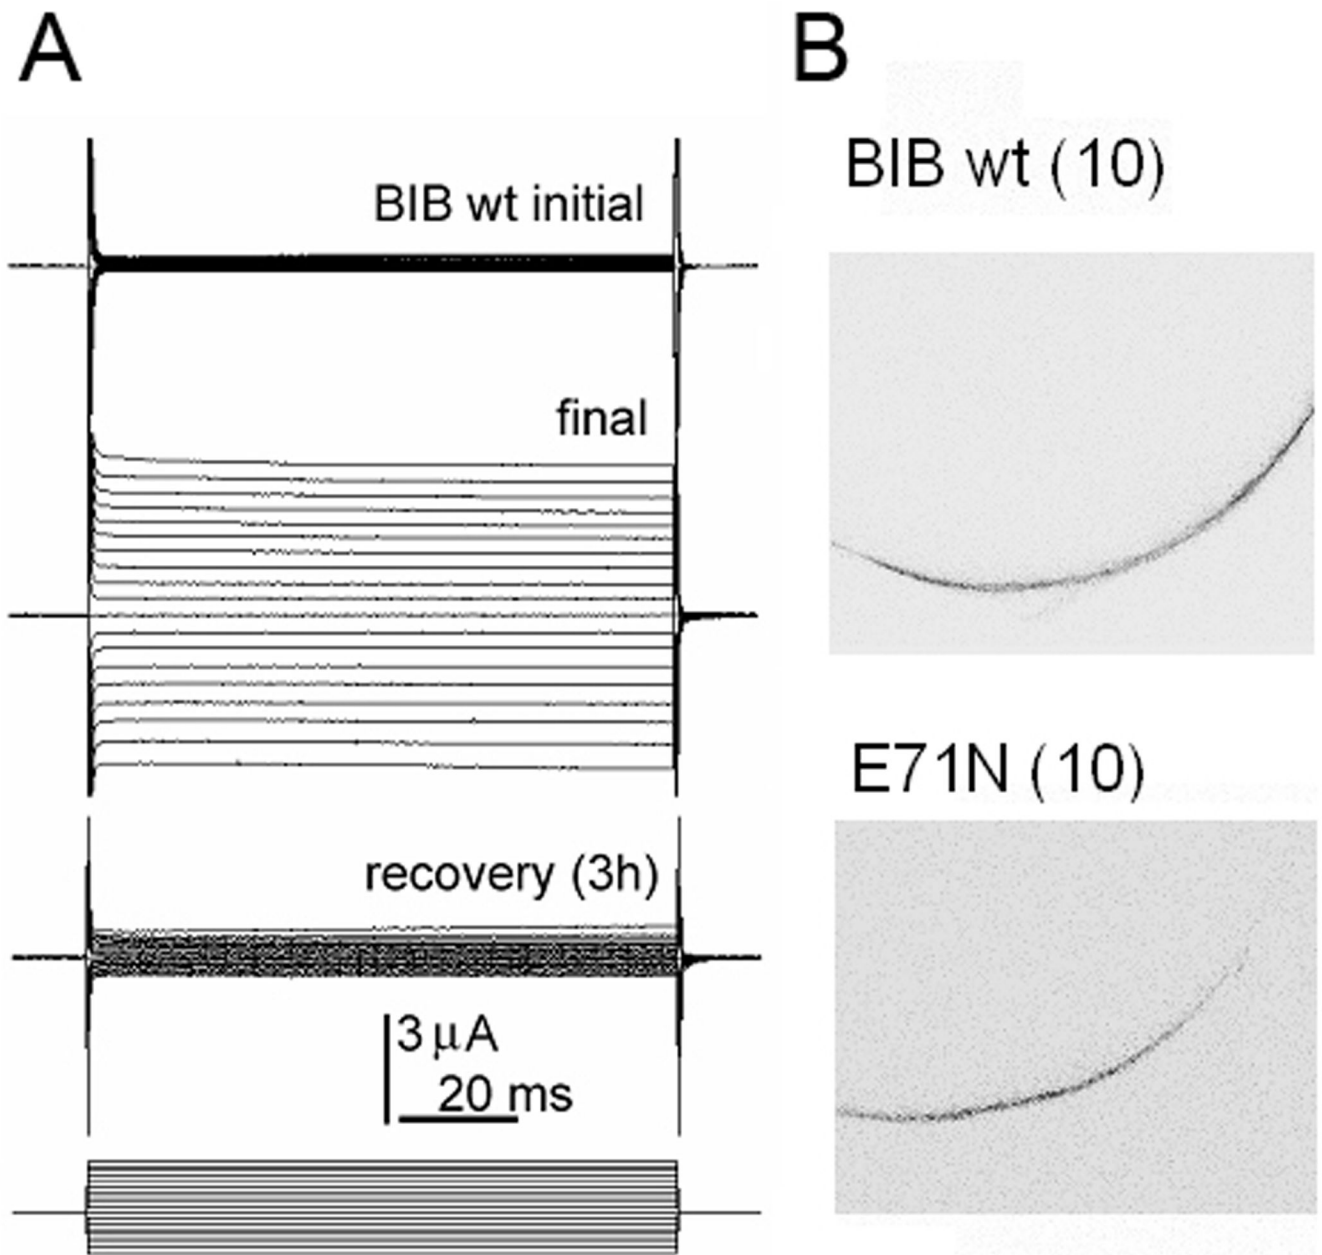 A
BIB wt initial
final
recovery (3h)
3 μA
20 ms
B
BIB wt (10)
E71N (10)